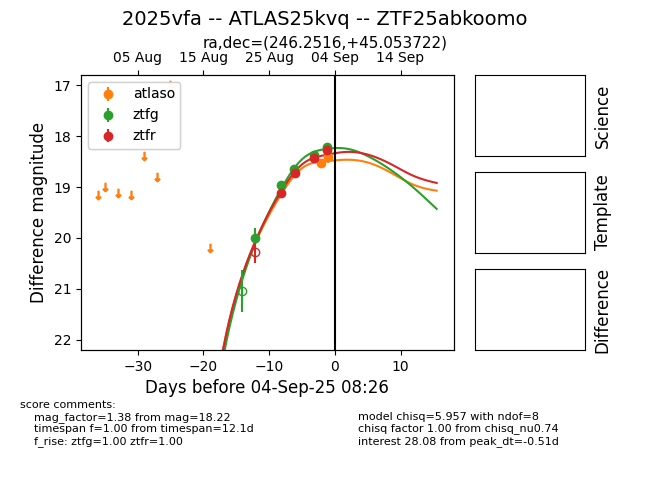 2025vfa -- ATLAS25kvq -- ZTF25abkoomo
ra,dec=(246.2516,+45.053722)
05 Aug 15 Aug 25 Aug 04 Sep 14 Sep
17
18
19
20
21
22
Difference magnitude
atlaso
ztfg
ztfr
−30 −20 −10 0 10
Days before 04-Sep-25 08:26
Science
Template
Difference
score comments:
mag_factor=1.38 from mag=18.22
timespan f=1.00 from timespan=12.1d
f_rise: ztfg=1.00 ztfr=1.00
model chisq=5.957 with ndof=8
chisq factor 1.00 from chisq_nu0.74
interest 28.08 from peak_dt=-0.51d